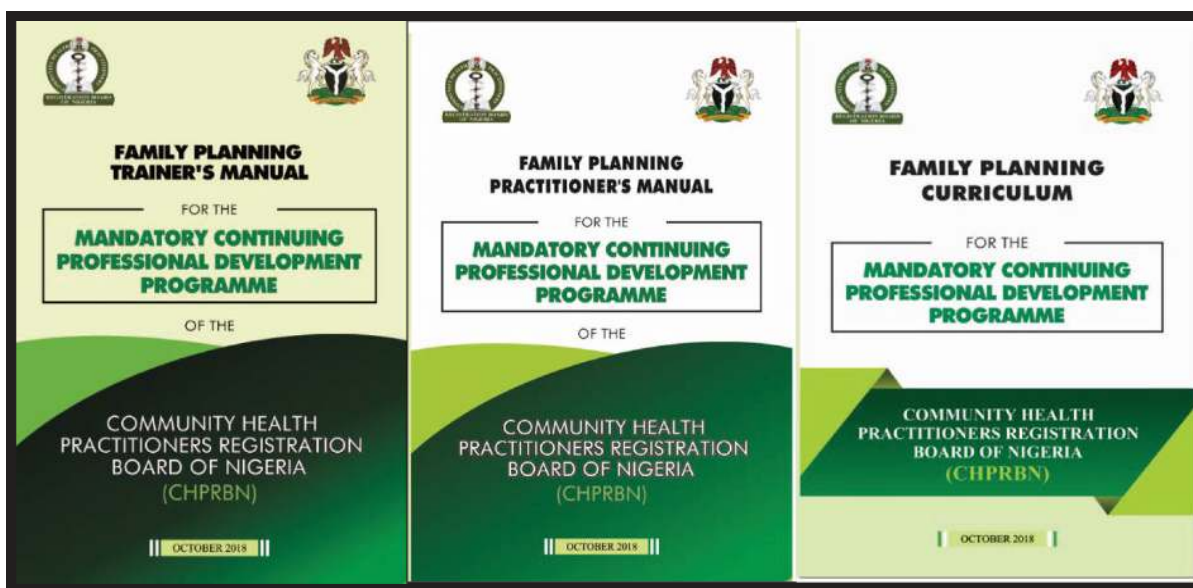 FAMILY PLANNING
TRAINER'S MANUAL
FOR THE
MANDATORY CONTINUING
PROFESSIONAL DEVELOPMENT
PROGRAMME
OF THE
COMMUNITY HEALTH
PRACTITIONERS REGISTRATION
BOARD OF NIGERIA
(CHPRBN)
OCTOBER 2018
FAMILY PLANNING
PRACTITIONER'S MANUAL
FOR THE
MANDATORY CONTINUING
PROFESSIONAL DEVELOPMENT
PROGRAMME
OF THE
COMMUNITY HEALTH
PRACTITIONERS REGISTRATION
BOARD OF NIGERIA
(CHPRBN)
OCTOBER 2018
FAMILY PLANNING
CURRICULUM
FOR THE
MANDATORY CONTINUING
PROFESSIONAL DEVELOPMENT
PROGRAMME
COMMUNITY HEALTH
PRACTITIONERS REGISTRATION
BOARD OF NIGERIA
(CHPRBN)
OCTOBER 2018